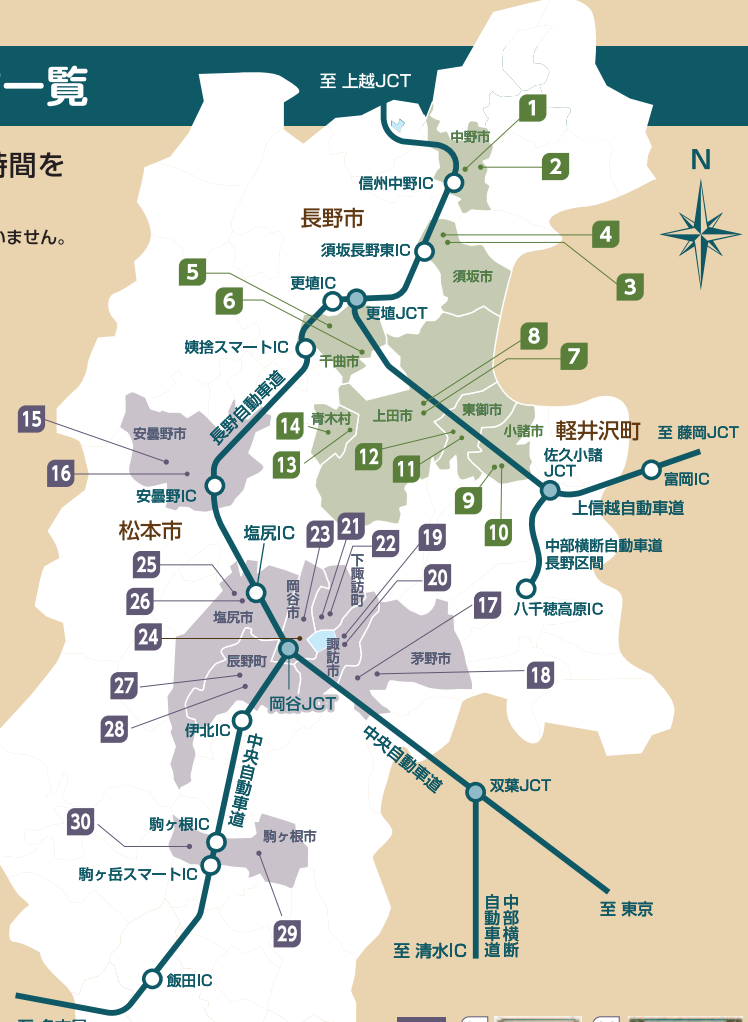 一覧
至 上越JCT
時間を
いません。
N
1
中野市
2
信州中野IC
長野市
4
須坂長野東IC
3
須坂市
5
更埴IC
6
更埴JCT
姨捨スマートIC
千曲市
8
7
長野自動車道
15
安曇野市
16
安曇野IC
14
青木村
13
上田市
12
11
東御市
小諸市
9
10
軽井沢町
至 藤岡JCT
佐久小諸
JCT
富岡IC
上信越自動車道
中部横断自動車道
長野区間
八千穂高原IC
松本市
塩尻IC
23
21
22
19
20
25
26
岡谷市
下諏訪町
塩尻市
24
諏訪市
17
茅野市
18
辰野町
27
28
岡谷JCT
伊北IC
中央自動車道
中央自動車道
双葉JCT
30
駒ヶ根IC
駒ヶ根市
駒ヶ岳スマートIC
29
中部横断
自動車道
至 東京
至 清水IC
飯田IC